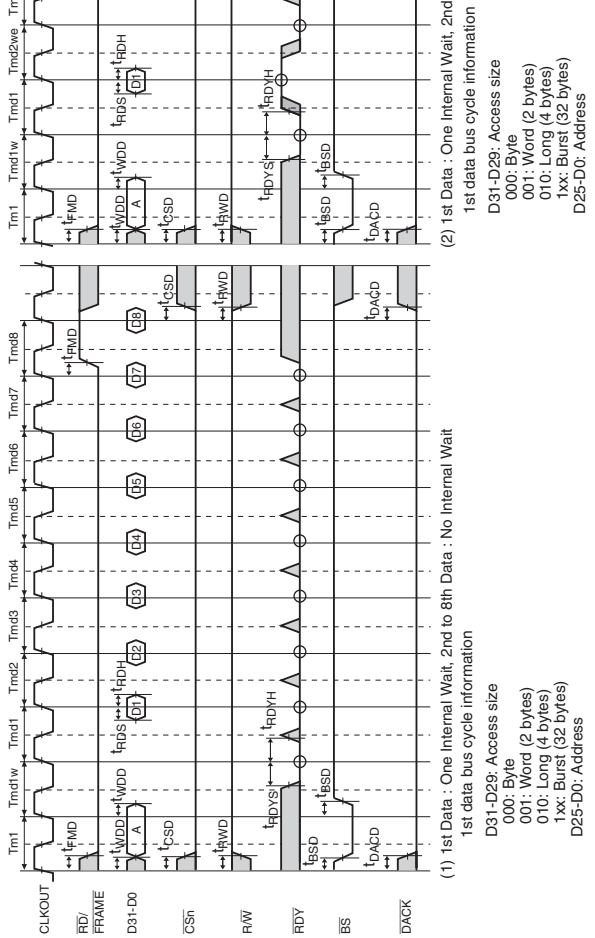 Tm1 Tmd1w Tmd1 Tmd2 Tmd3 Tmd4 Tmd5 Tmd6 Tmd7 Tmd8 Tm1 Tmd1w Tmd1 Tmd2we
CLKOUT
tFMD tFMD tFMD
RD/
FRAME
tWDD tWDD tRDS tRDH tWDD tWDD tRDS tRDH
D31-D0 A D1 D2 D3 D4 D5 D6 D7 D8 A D1
tCSD tCSD tCSD
CSn
tRWD tRWD tRWD
R/W
tRDYS tRDYH tRDYS tRDYH
RDY
tBSD tBSD tBSD tBSD
BS
tDACD tDACD tDACD
DACK
(1) 1st Data : One Internal Wait, 2nd to 8th Data : No Internal Wait
1st data bus cycle information
D31-D29: Access size
000: Byte
001: Word (2 bytes)
010: Long (4 bytes)
1xx: Burst (32 bytes)
D25-D0: Address
(2) 1st Data : One Internal Wait, 2nd
1st data bus cycle information
D31-D29: Access size
000: Byte
001: Word (2 bytes)
010: Long (4 bytes)
1xx: Burst (32 bytes)
D25-D0: Address